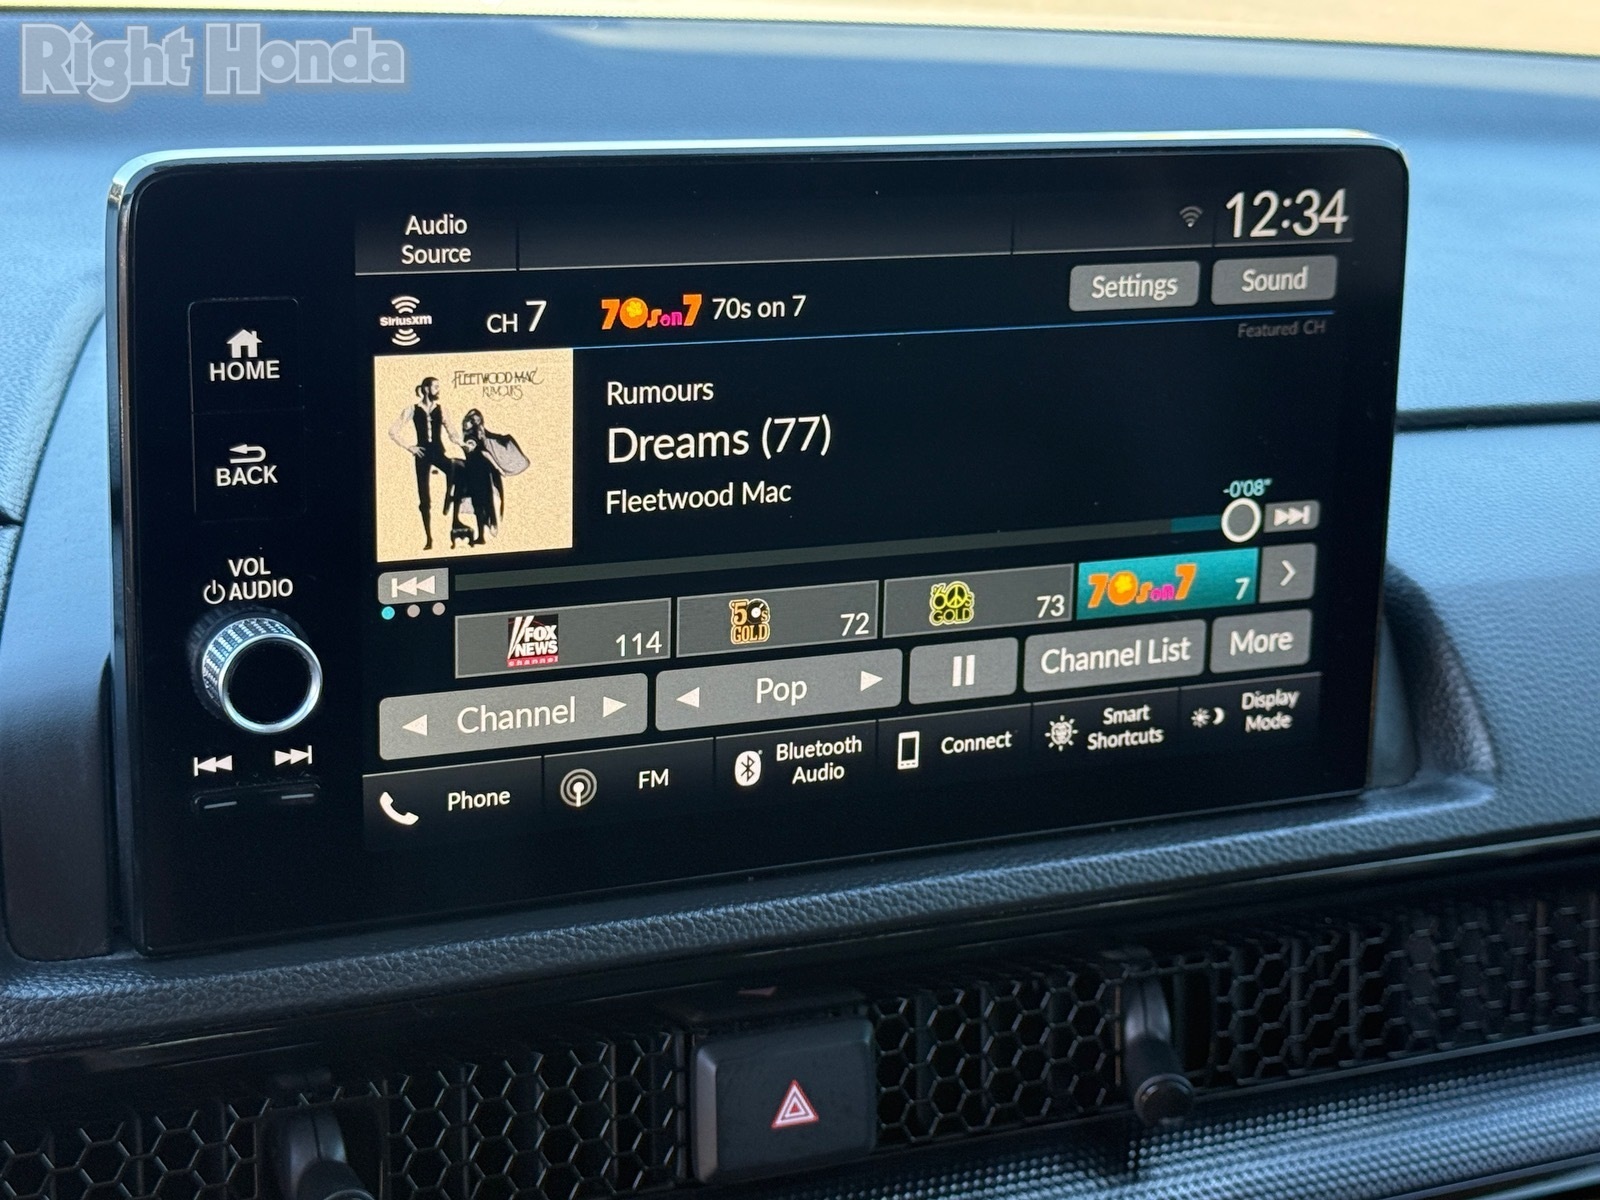 Right Honda
Audio
Source
12:34
SiriusXM
CH 7
70s on 7
70s on 7
Settings
Sound
Featured CH
HOME
BACK
VOL
AUDIO
FLEETWOOD MAC
RUMOURS
Rumours
Dreams (77)
Fleetwood Mac
-0'08"
FOX
NEWS
channel
114
50s
GOLD
72
60s
GOLD
73
70s on 7
7
Channel
Pop
Channel List
More
Phone
FM
Bluetooth
Audio
Connect
Smart
Shortcuts
Display
Mode